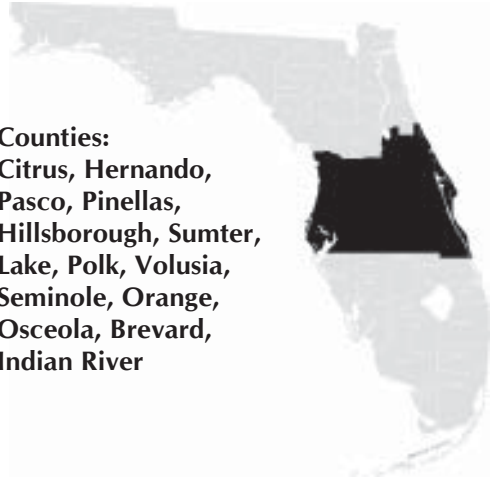 Counties:
Citrus, Hernando,
Pasco, Pinellas,
Hillsborough, Sumter,
Lake, Polk, Volusia,
Seminole, Orange,
Osceola, Brevard,
Indian River